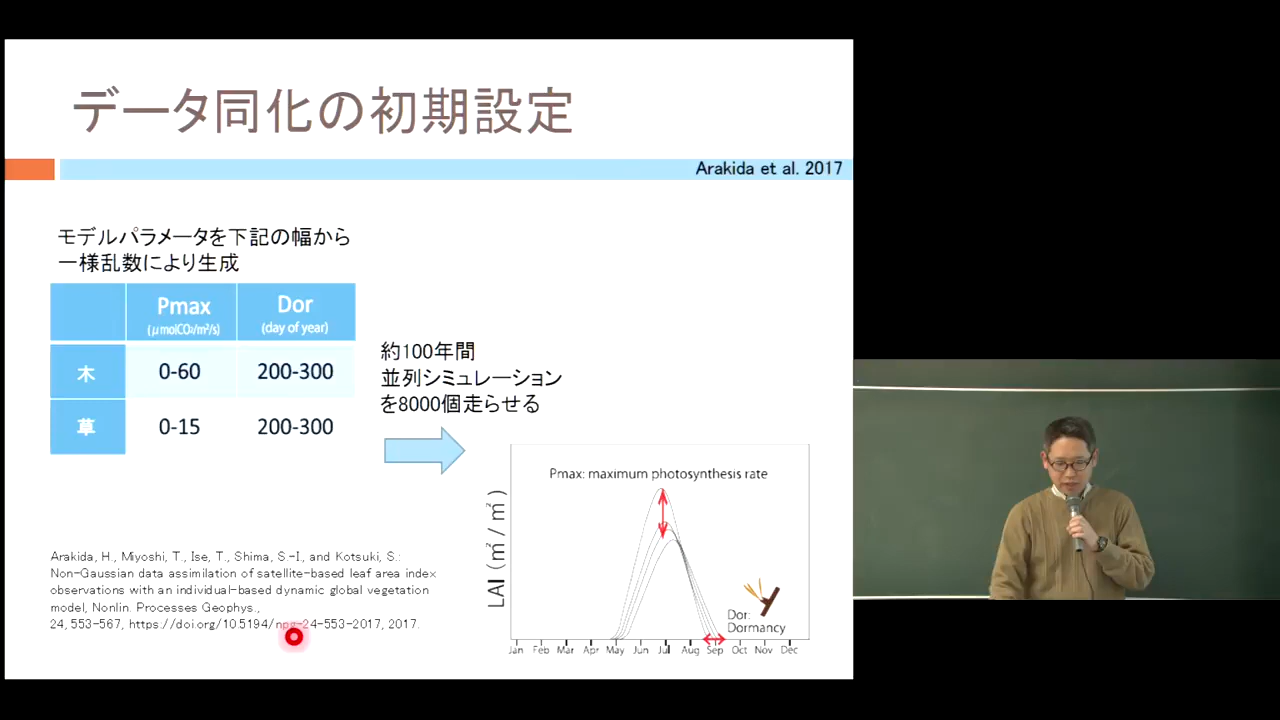 データ同化の初期設定
Arakida et al. 2017
モデルパラメータを下記の幅から
一様乱数により生成
Pmax
(μmolCO₂/m²/s)
Dor
(day of year)
木
0-60
200-300
草
0-15
200-300
約100年間
並列シミュレーション
を8000個走らせる
Pmax: maximum photosynthesis rate
LAI (㎡/㎡)
Dor:
Dormancy
Jan Feb Mar Apr May Jun Jul Aug Sep Oct Nov Dec
Arakida, H., Miyoshi, T., Ise, T., Shima, S.-I., and Kotsuki, S.:
Non-Gaussian data assimilation of satellite-based leaf area index
observations with an individual-based dynamic global vegetation
model, Nonlin. Processes Geophys.,
24, 553-567, https://doi.org/10.5194/npg-24-553-2017, 2017.